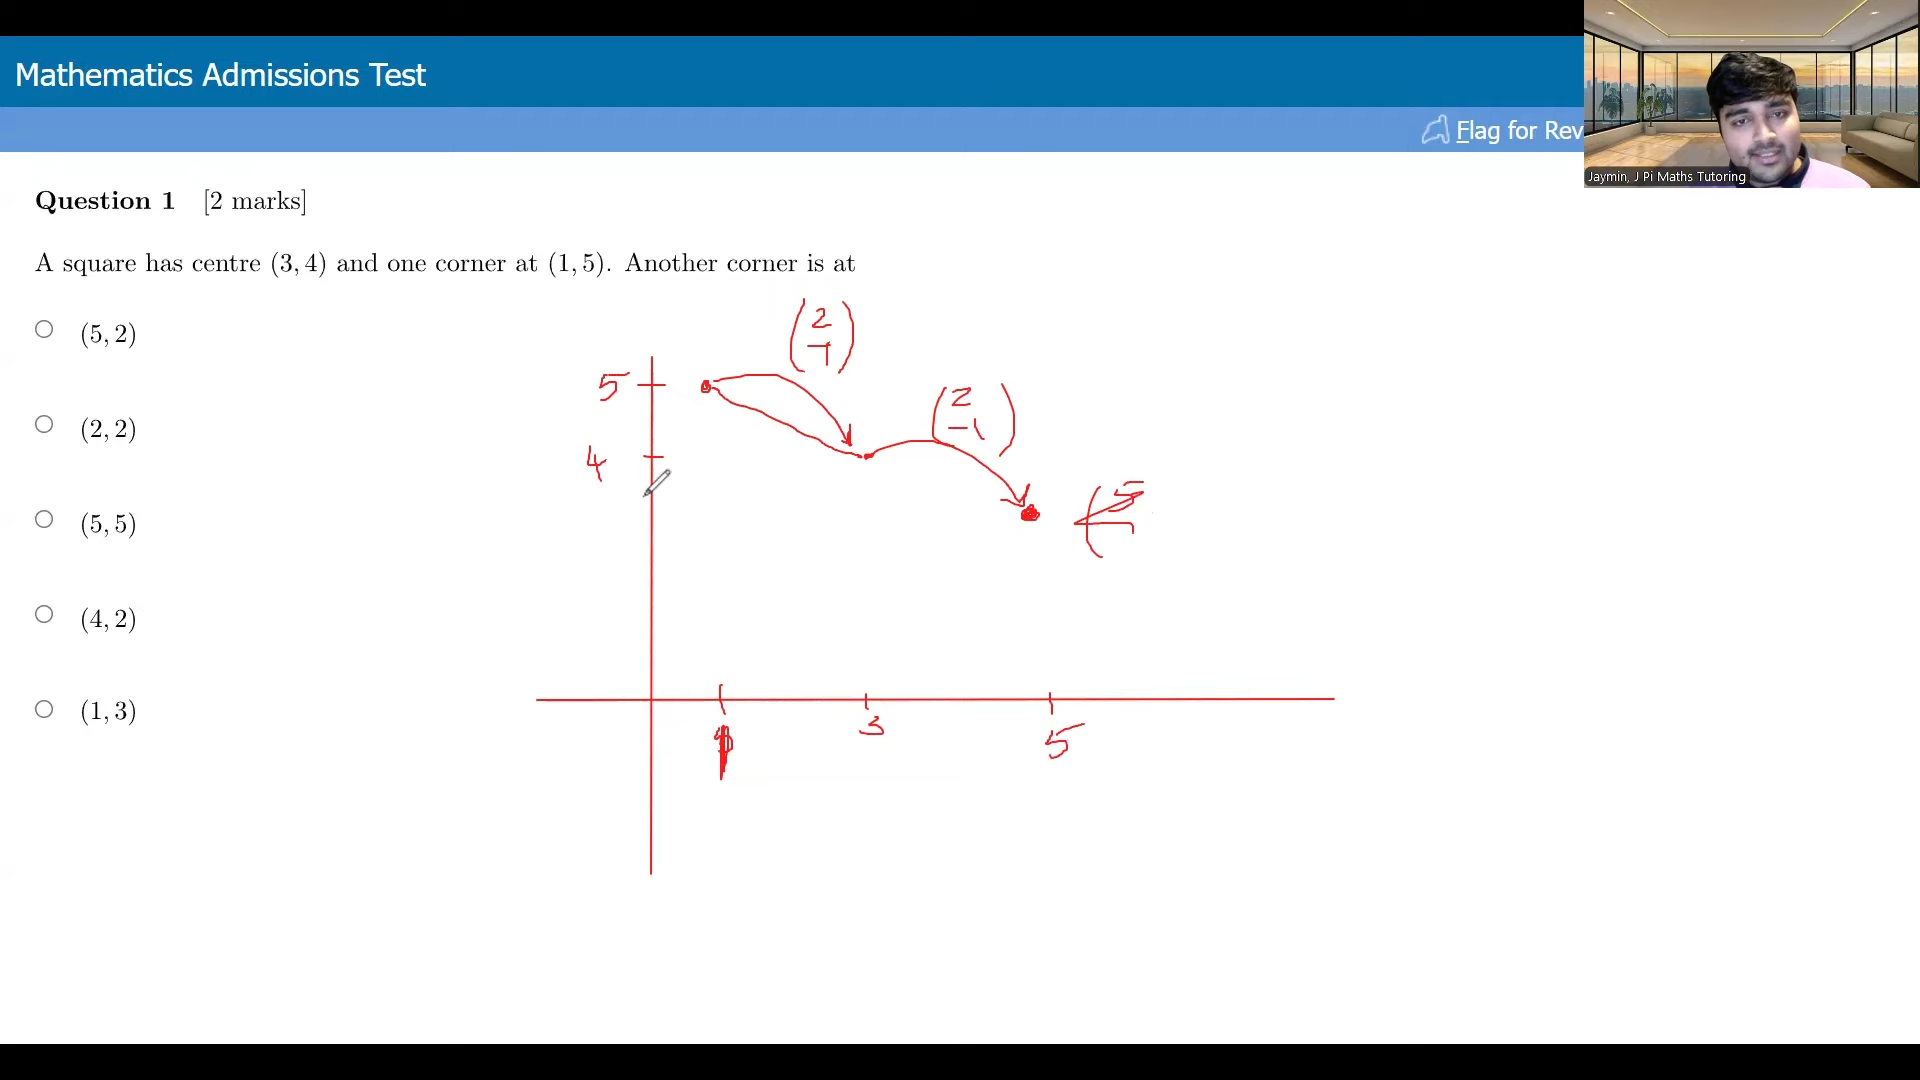 Mathematics Admissions Test
Flag for Rev
Jaymin, J Pi Maths Tutoring
Question 1 [2 marks]
A square has centre (3, 4) and one corner at (1, 5). Another corner is at
(5, 2)
(2, 2)
(5, 5)
(4, 2)
(1, 3)
(2
-1)
(2
-1)
5
4
(5
3
5